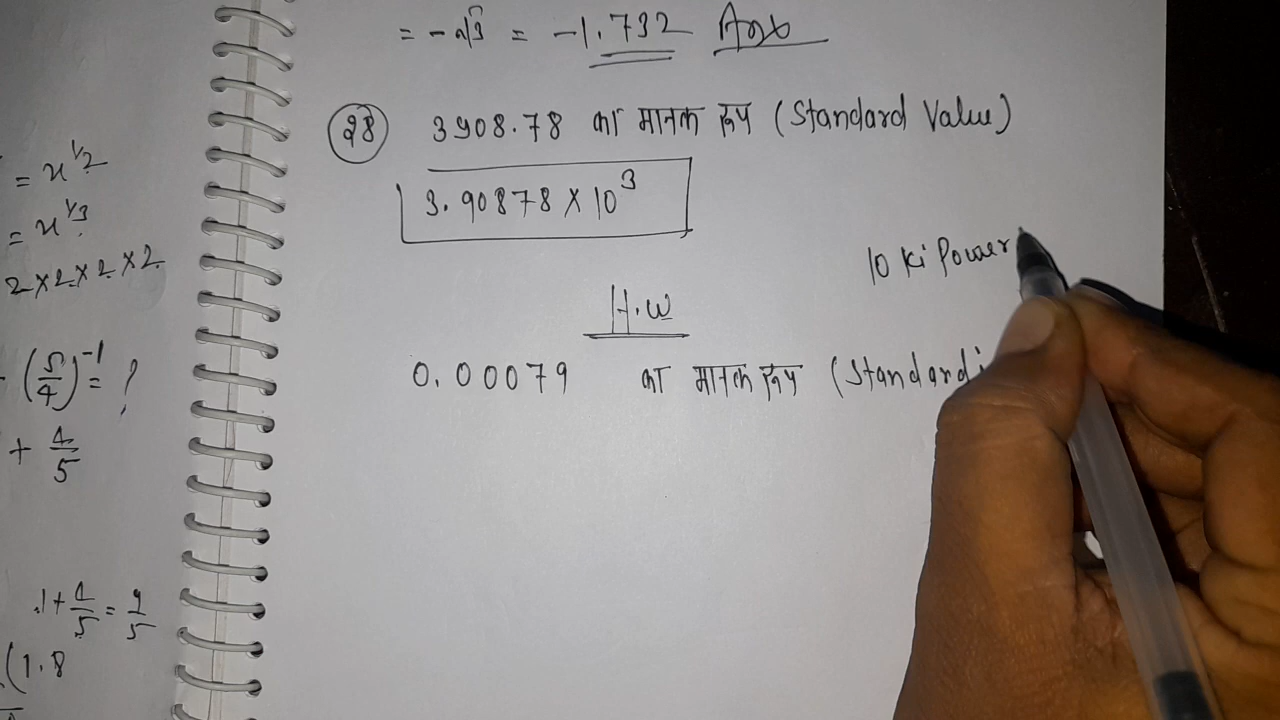 = -√3 = -1.732 Ans
28 3908.78 का मानक रूप (Standard Value)
3.90878 × 10³
10 ki Power
H.W
0.00079 का मानक रूप (Standard
= x^1/2
= x^1/3
2×2×2×2
(5/4)^-1 = ?
+ 4/5
1 + 4/5 = 9/5
(1.8